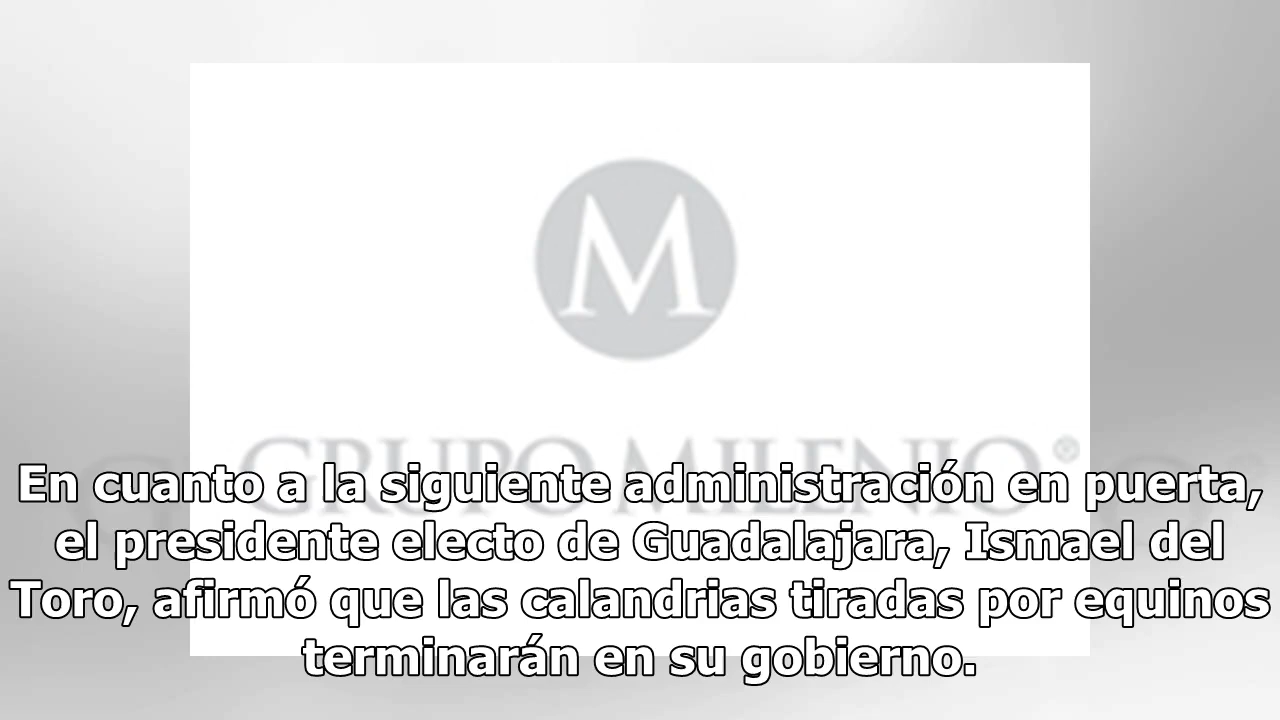 M
GRUPO MILENIO®
En cuanto a la siguiente administración en puerta,
el presidente electo de Guadalajara, Ismael del
Toro, afirmó que las calandrias tiradas por equinos
terminarán en su gobierno.